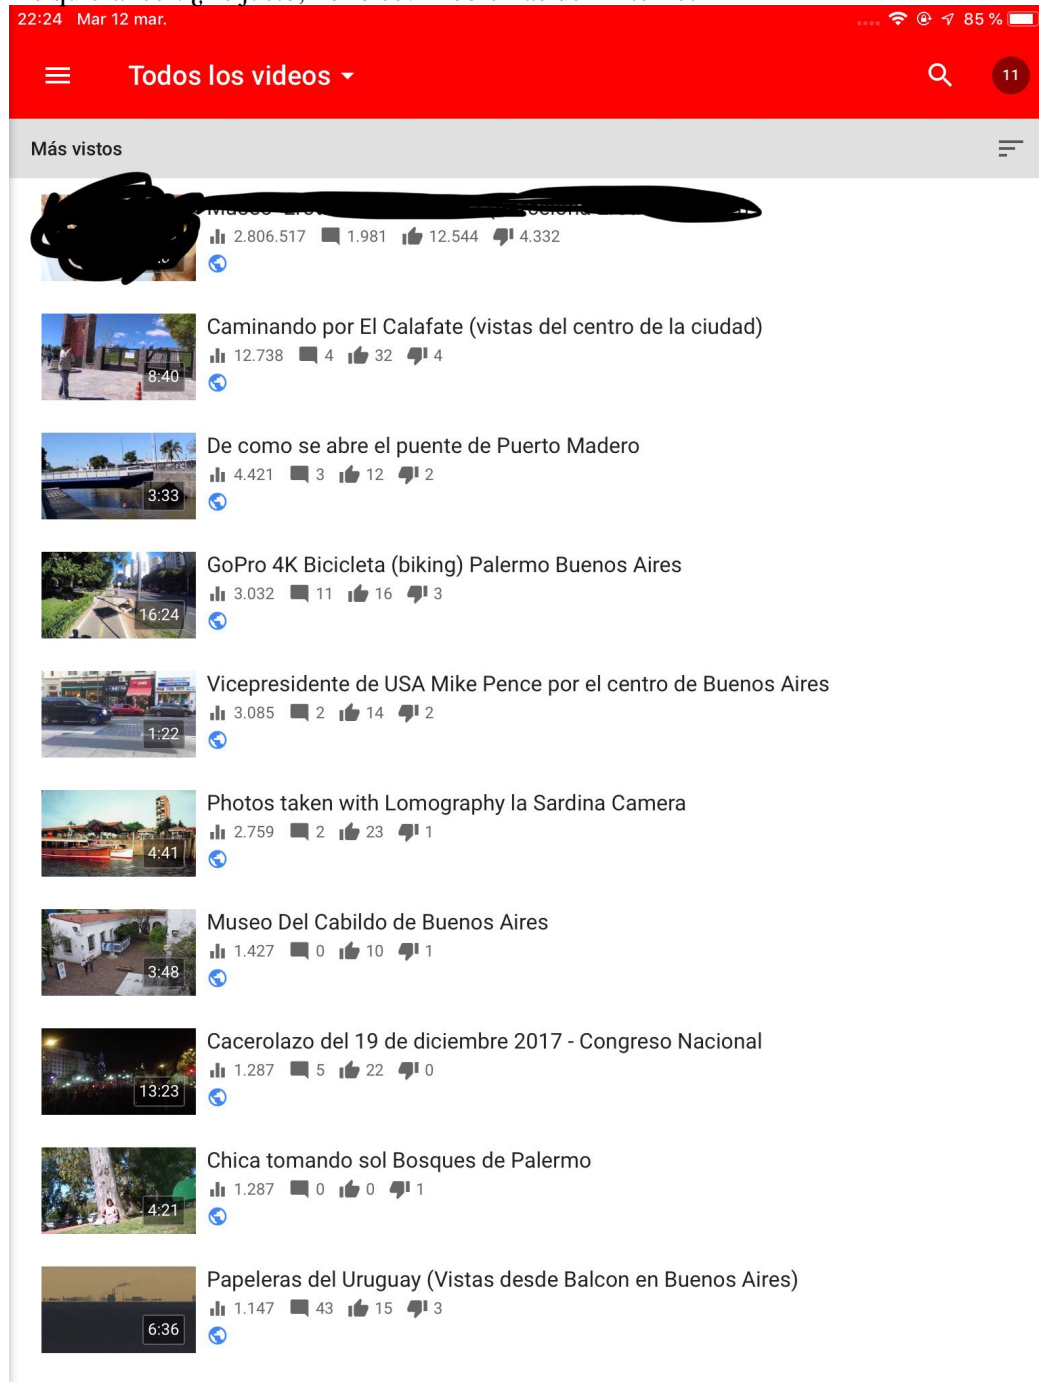 22:24 Mar 12 mar.
85 %
Todos los videos
11
Más vistos
2.806.517 1.981 12.544 4.332
Caminando por El Calafate (vistas del centro de la ciudad)
8:40
12.738 4 32 4
De como se abre el puente de Puerto Madero
3:33
4.421 3 12 2
GoPro 4K Bicicleta (biking) Palermo Buenos Aires
16:24
3.032 11 16 3
Vicepresidente de USA Mike Pence por el centro de Buenos Aires
1:22
3.085 2 14 2
Photos taken with Lomography la Sardina Camera
4:41
2.759 2 23 1
Museo Del Cabildo de Buenos Aires
3:48
1.427 0 10 1
Cacerolazo del 19 de diciembre 2017 - Congreso Nacional
13:23
1.287 5 22 0
Chica tomando sol Bosques de Palermo
4:21
1.287 0 0 1
Papeleras del Uruguay (Vistas desde Balcon en Buenos Aires)
6:36
1.147 43 15 3